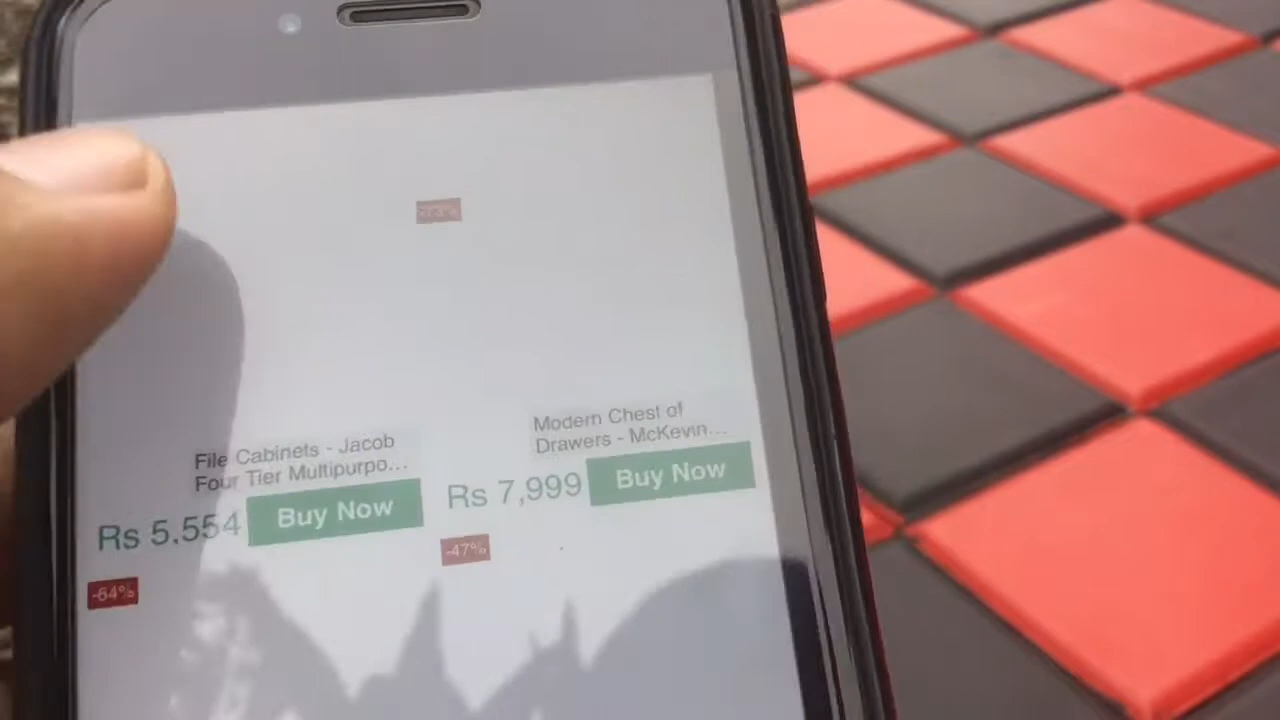 File Cabinets - Jacob
Four Tier Multipurpo...
Rs 5,554
Buy Now
Modern Chest of
Drawers - McKevin...
Rs 7,999
Buy Now
-47%
-64%